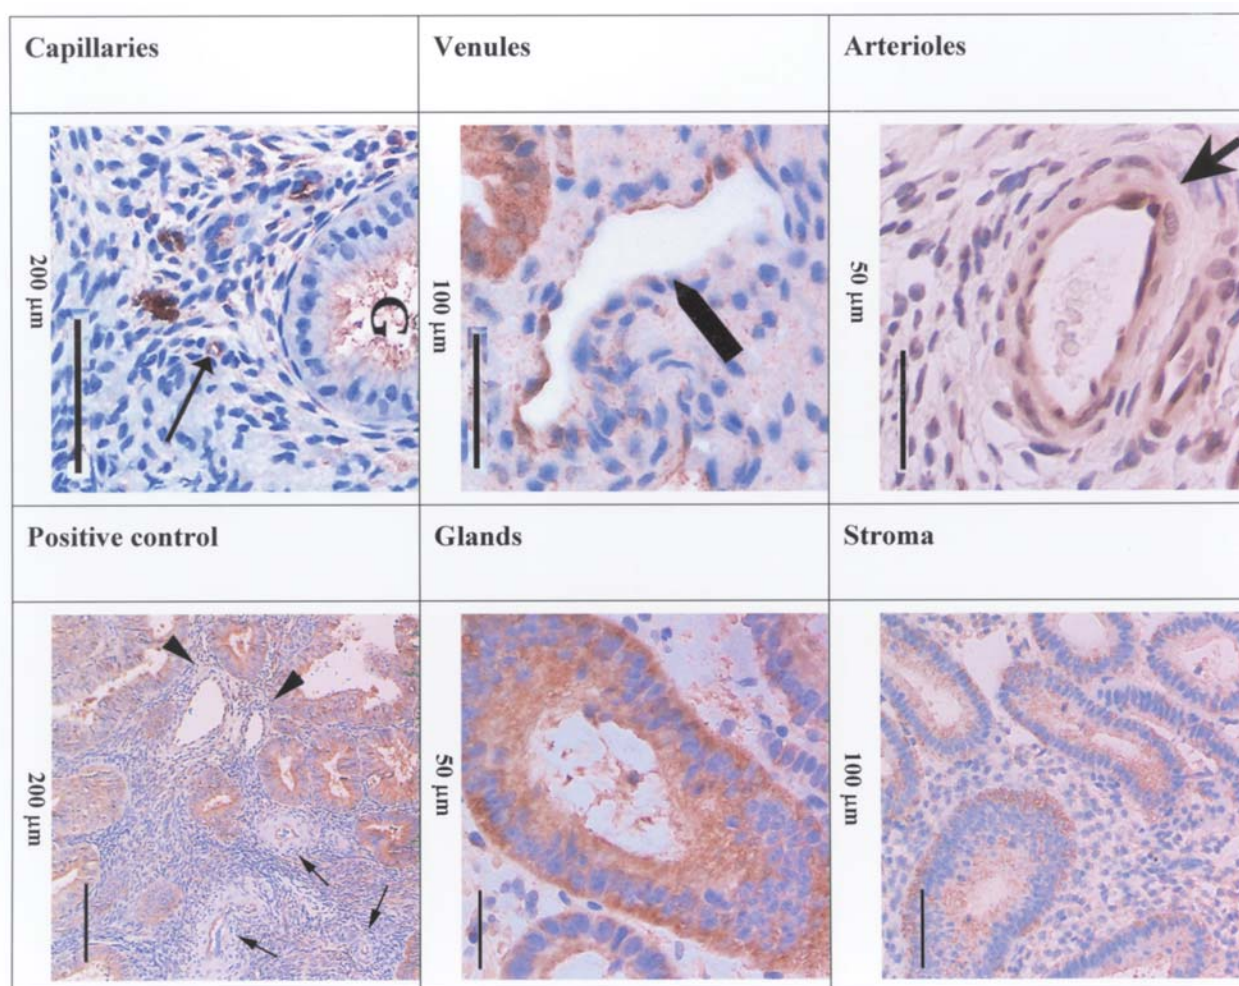 Capillaries
Venules
Arterioles
200 µm
G
100 µm
50 µm
Positive control
Glands
Stroma
200 µm
50 µm
100 µm